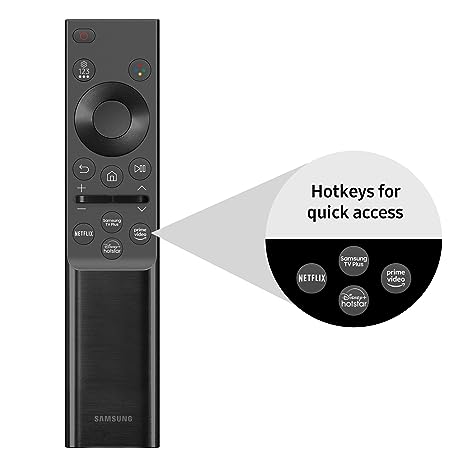 123
NETFLIX
Samsung
TV Plus
prime
video
Disney+
hotstar
SAMSUNG
Hotkeys for
quick access
Samsung
TV Plus
NETFLIX
prime
video
Disney+
hotstar